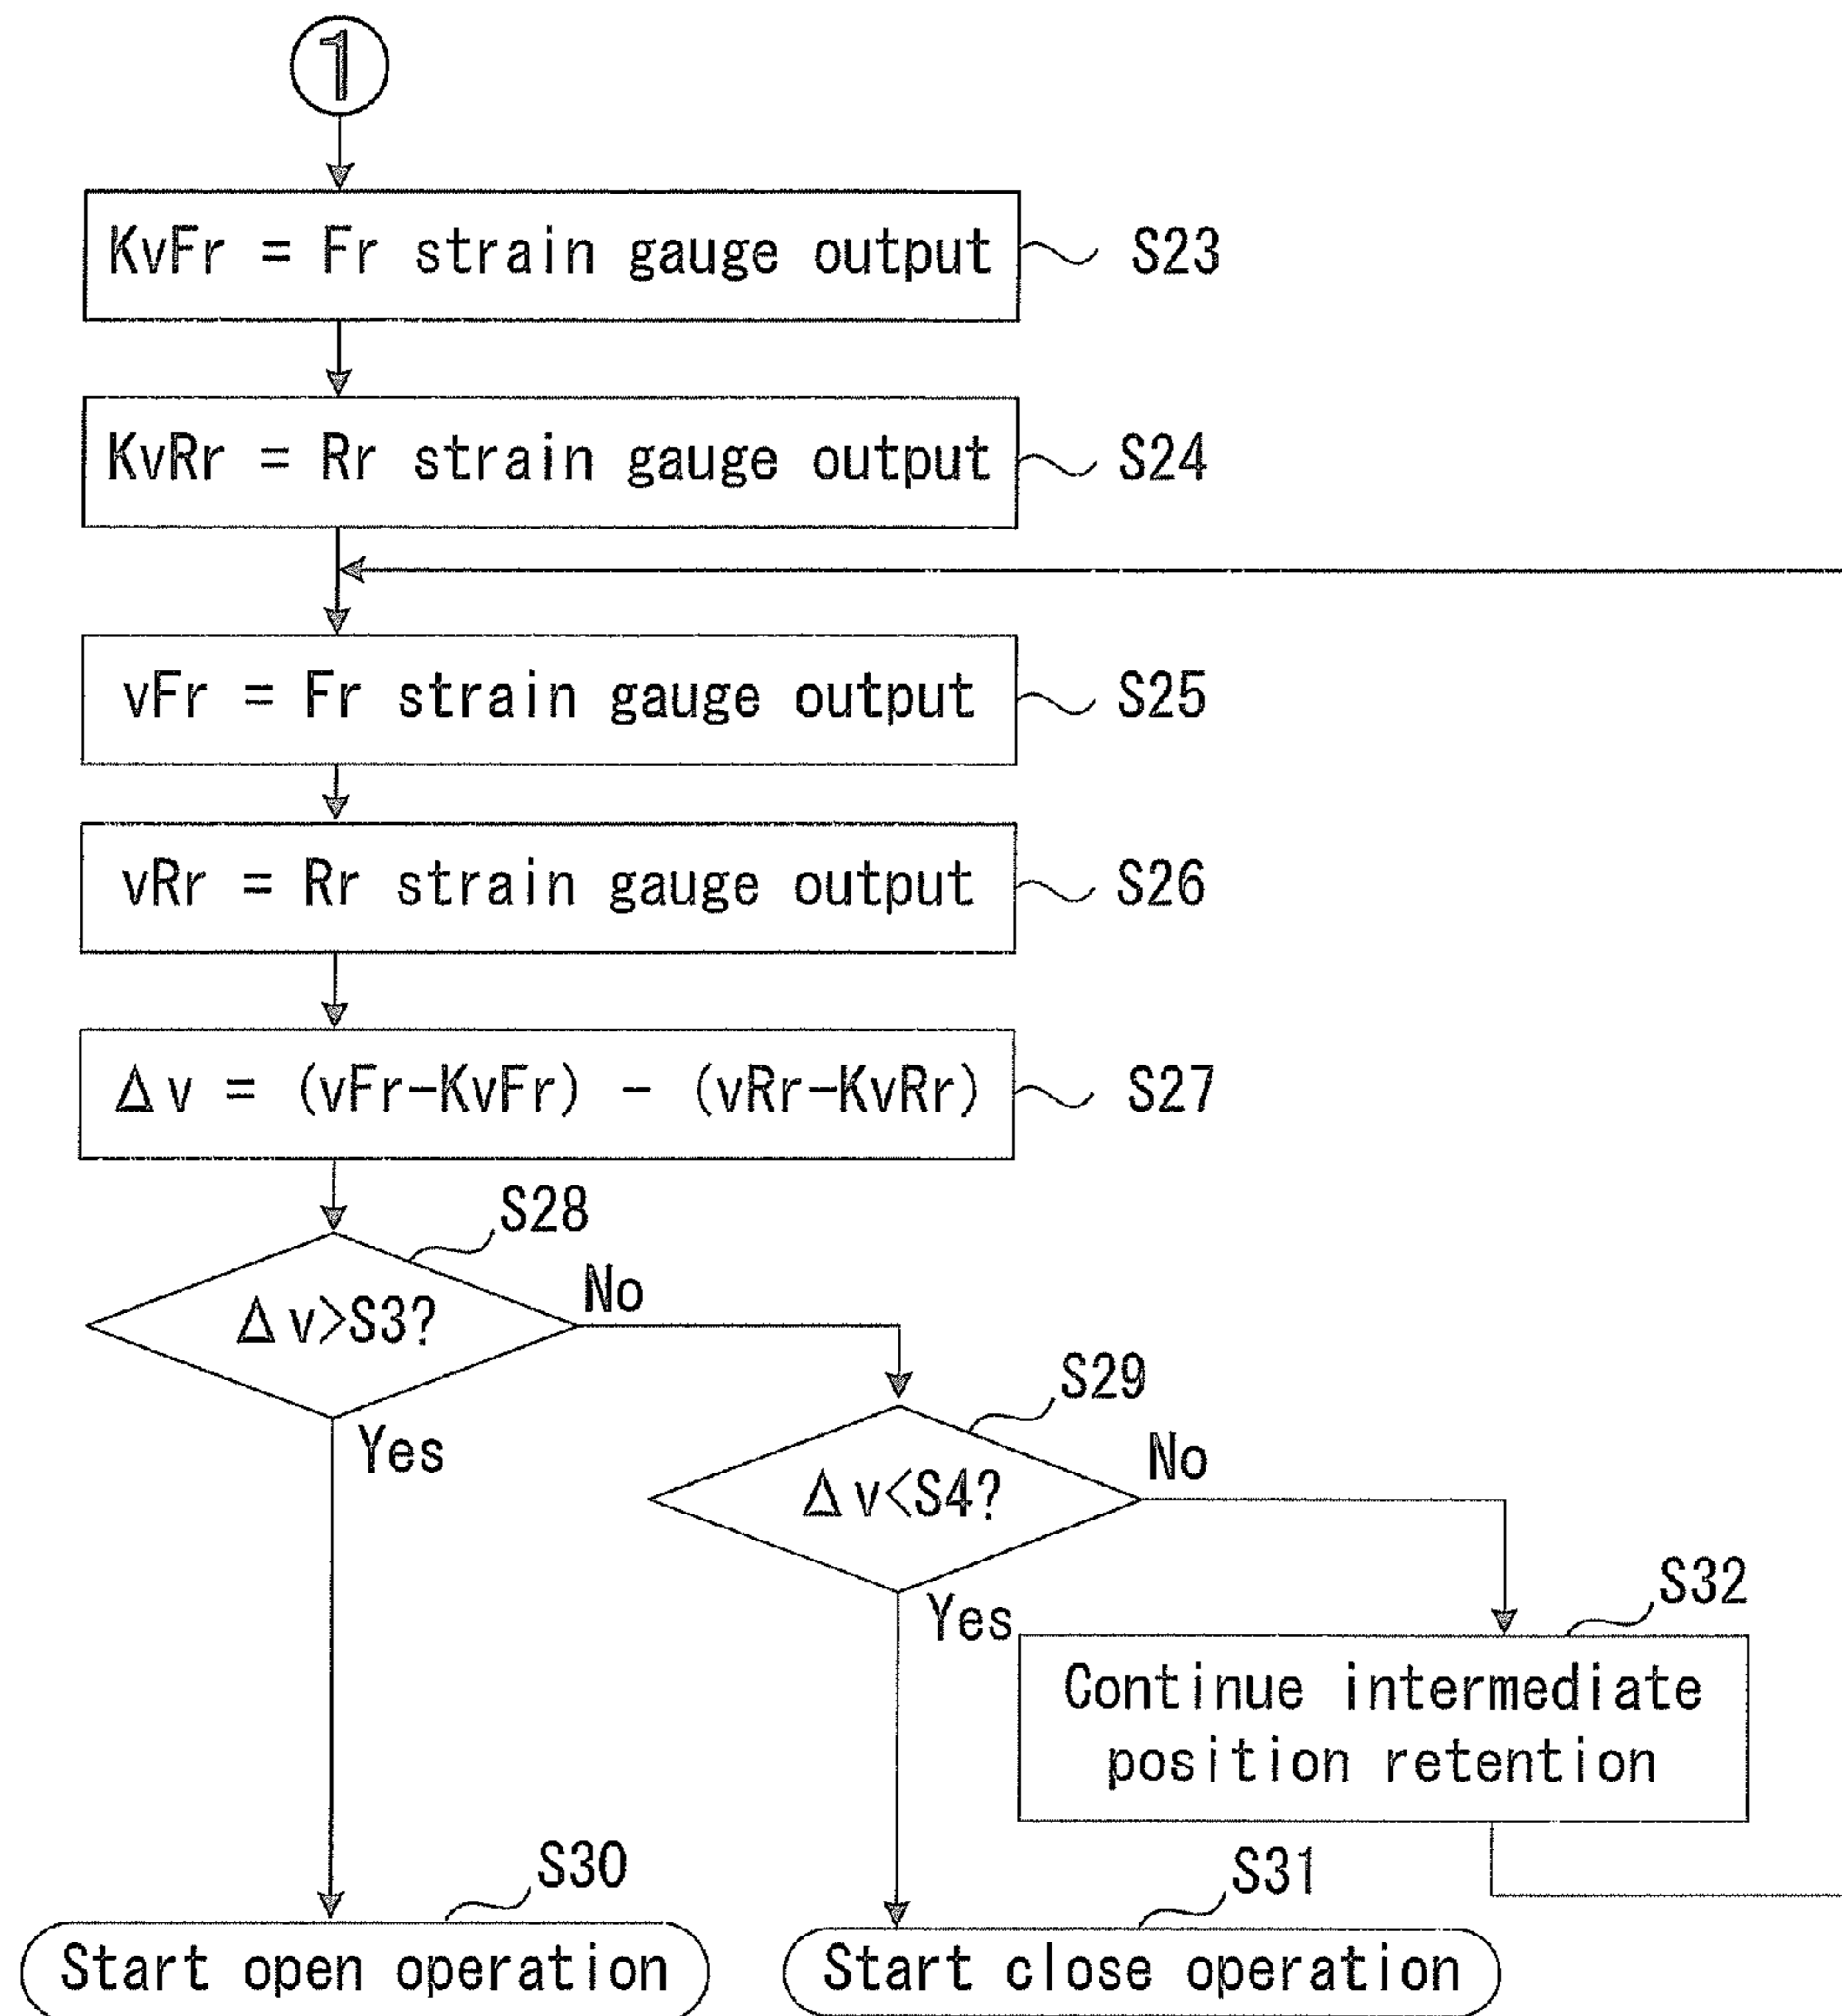 1
KvFr = Fr strain gauge output
S23
KvRr = Rr strain gauge output
S24
vFr = Fr strain gauge output
S25
vRr = Rr strain gauge output
S26
Δv = (vFr-KvFr) - (vRr-KvRr)
S27
S28
Δv>S3?
No
Yes
S29
Δv<S4?
No
Yes
S32
Continue intermediate
position retention
S30
Start open operation
S31
Start close operation